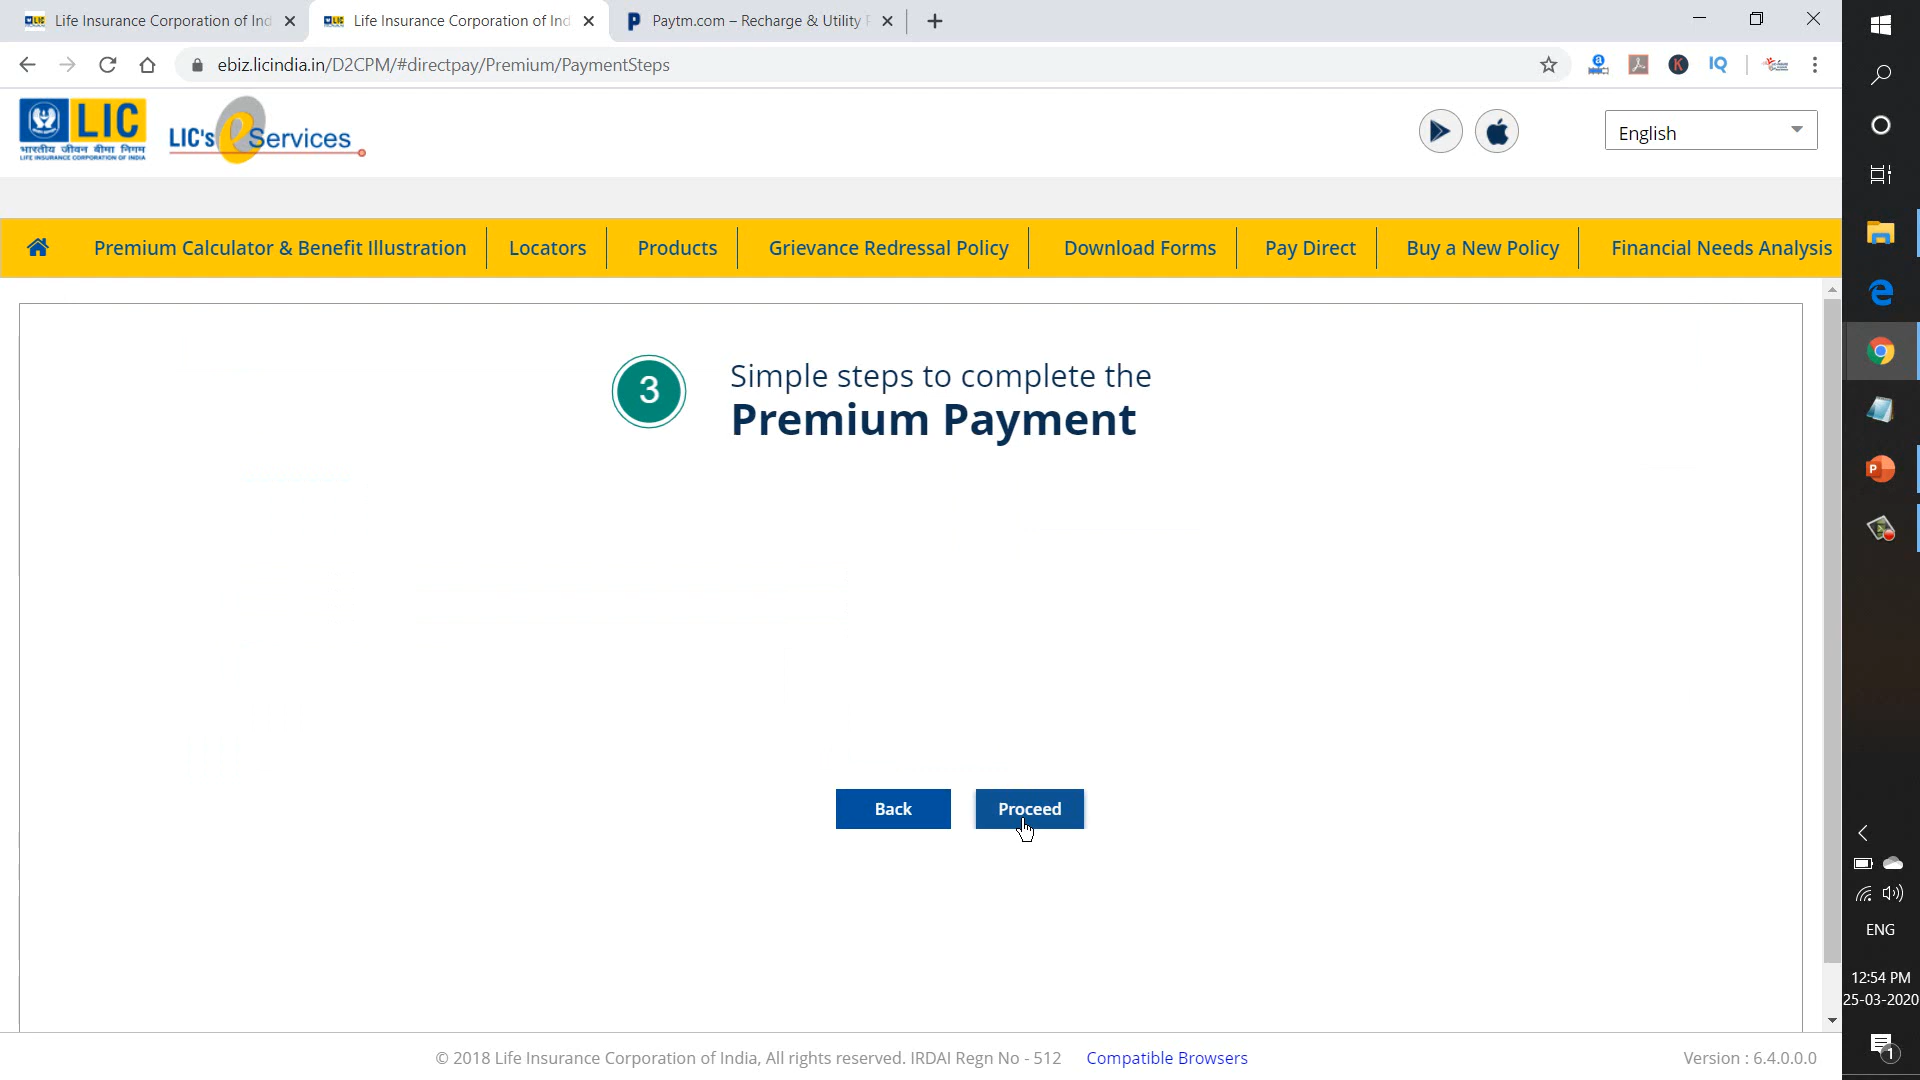 Life Insurance Corporation of Ind
Life Insurance Corporation of Ind
Paytm.com – Recharge & Utility
ebiz.licindia.in/D2CPM/#directpay/Premium/PaymentSteps
LIC
भारतीय जीवन बीमा निगम
LIFE INSURANCE CORPORATION OF INDIA
LIC's eServices
English
Premium Calculator & Benefit Illustration
Locators
Products
Grievance Redressal Policy
Download Forms
Pay Direct
Buy a New Policy
Financial Needs Analysis
3
Simple steps to complete the
Premium Payment
Back
Proceed
ENG
12:54 PM
25-03-2020
1
© 2018 Life Insurance Corporation of India, All rights reserved. IRDAI Regn No - 512
Compatible Browsers
Version : 6.4.0.0.0